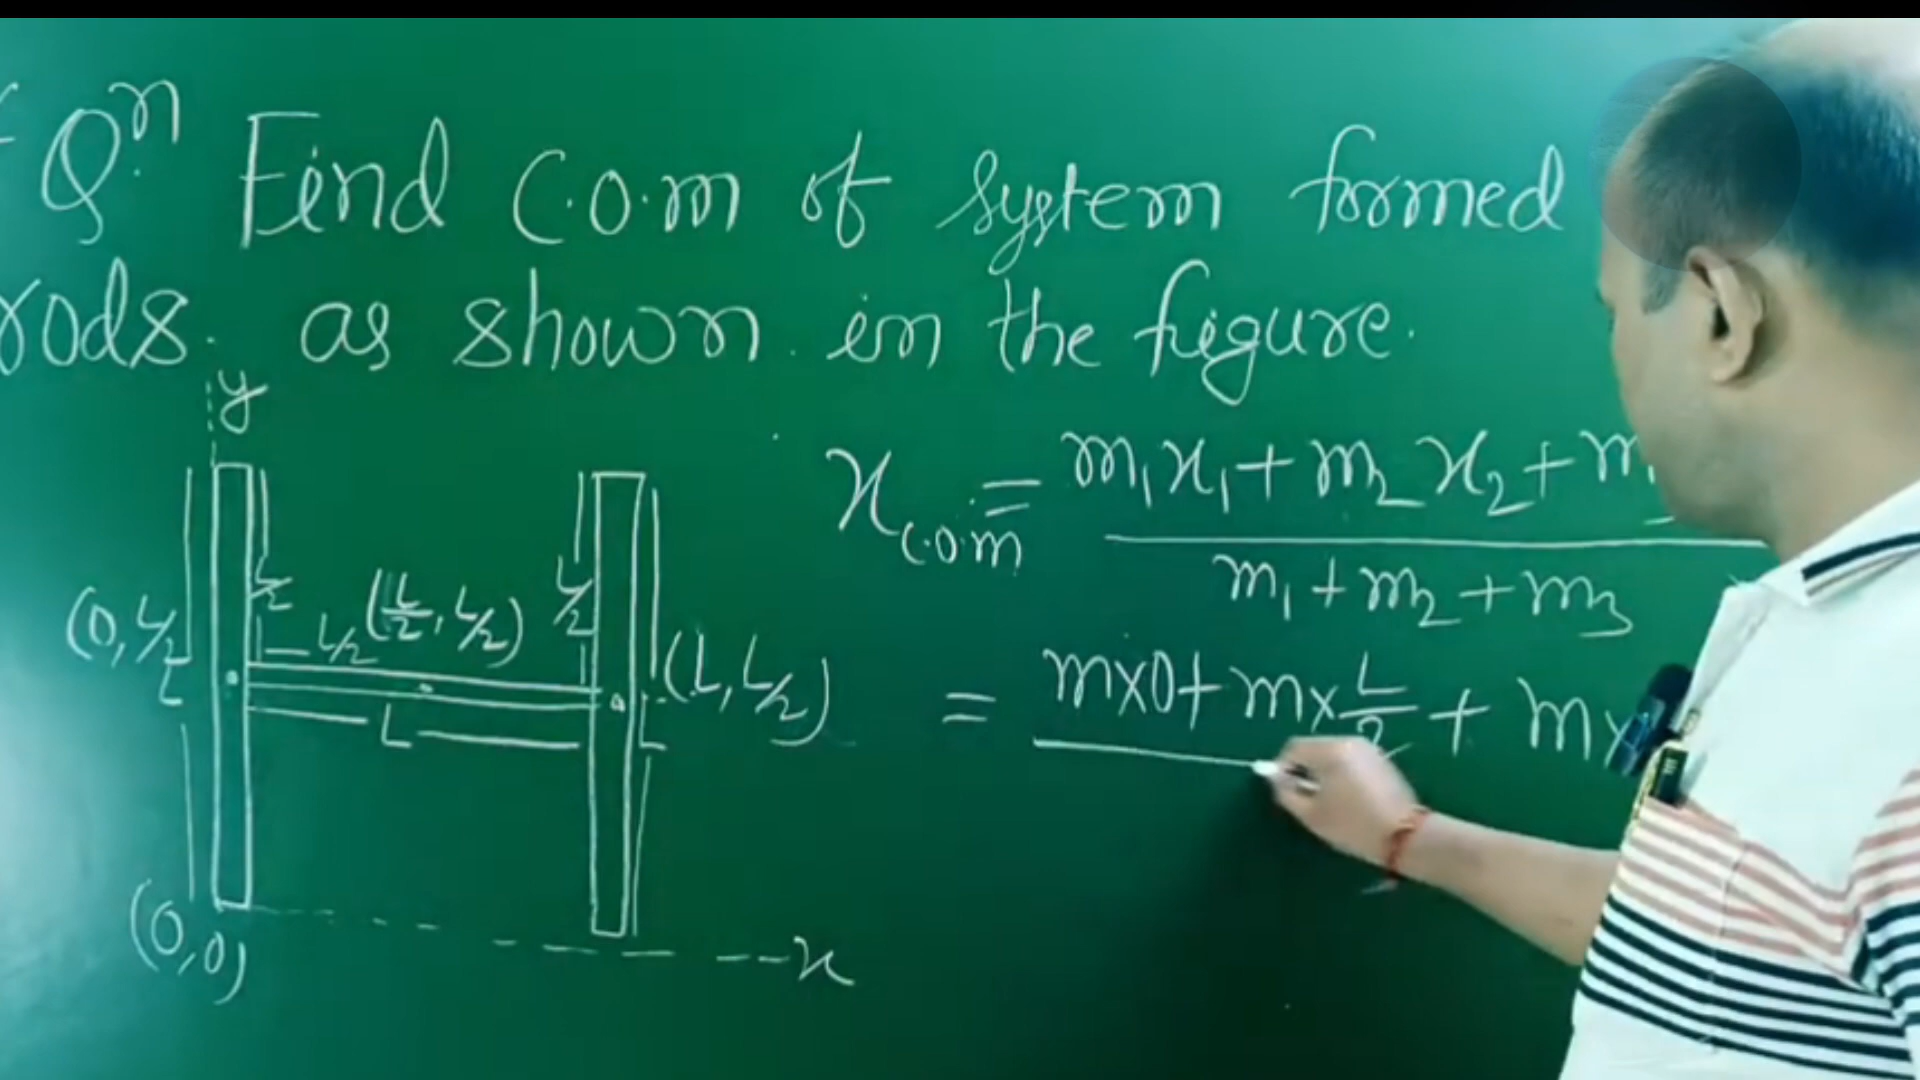 Qⁿ. Find C.O.M of system formed
rods. as shown in the figure.
y
x_{C.O.M} = m₁x₁ + m₂x₂ + m
m₁ + m₂ + m₃
(0, L/2)
L/2
L/2
(L/2, L/2)
L/2
(L, L/2)
L
L
L
= m×0 + m×L/2 + m×
(0,0)
x